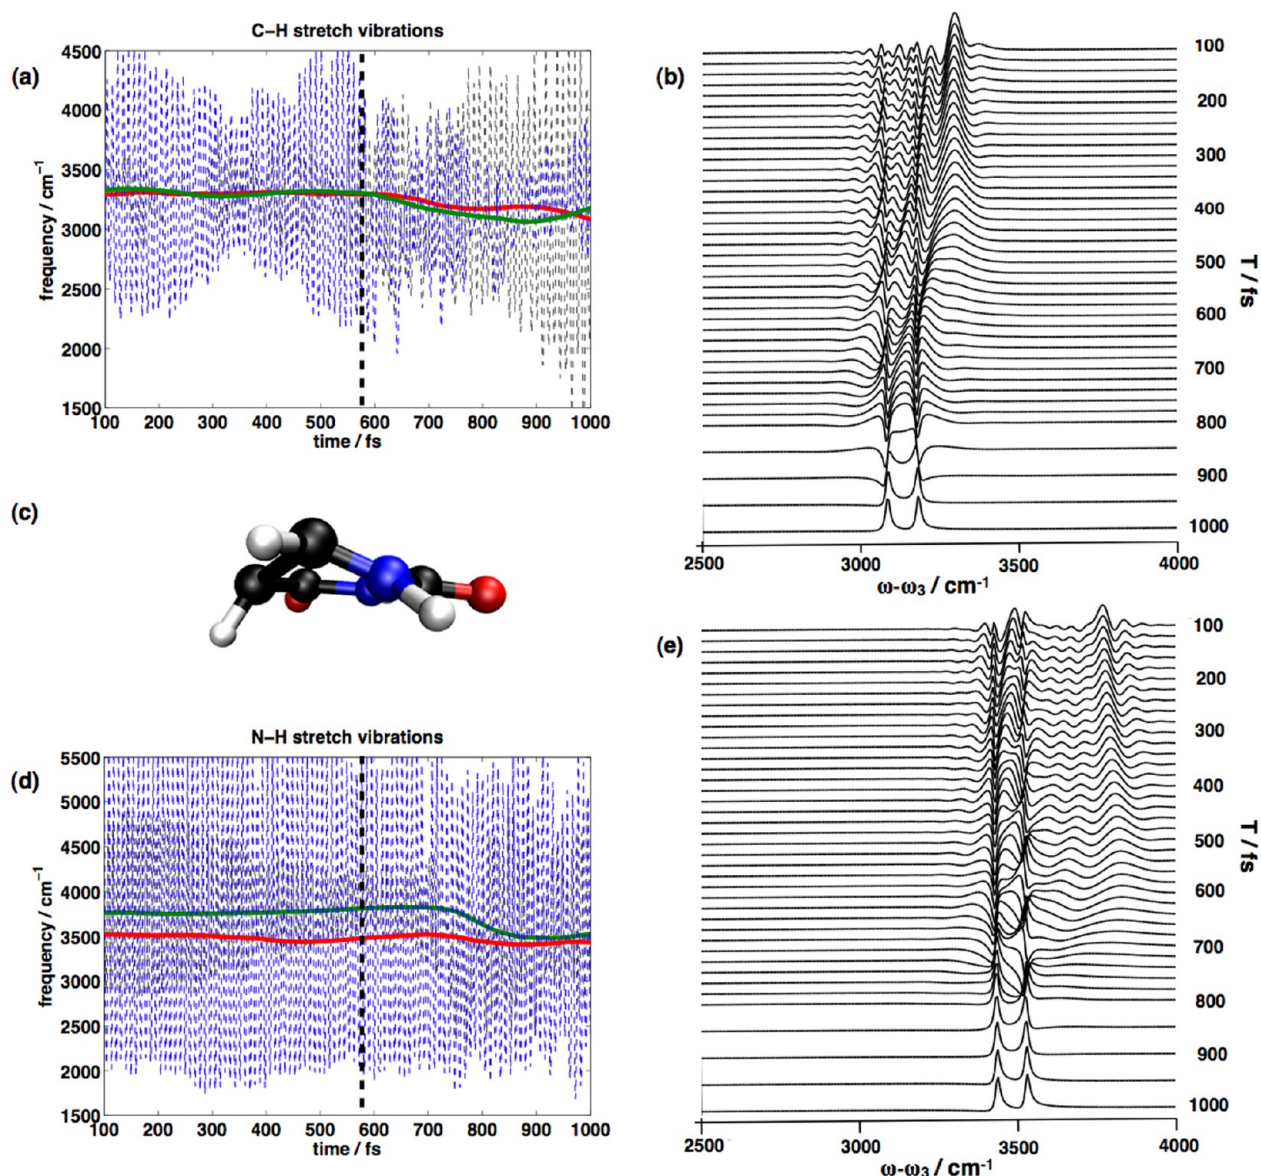 C−H stretch vibrations
(a)
4500
4000
3500
3000
2500
2000
1500
frequency / cm−1
100 200 300 400 500 600 700 800 900 1000
time / fs
(b)
100
200
300
400
500
600
700
800
900
1000
T / fs
2500 3000 3500 4000
ω-ω3 / cm-1
(c)
N−H stretch vibrations
(d)
5500
5000
4500
4000
3500
3000
2500
2000
1500
frequency / cm−1
100 200 300 400 500 600 700 800 900 1000
time / fs
(e)
100
200
300
400
500
600
700
800
900
1000
T / fs
2500 3000 3500 4000
ω-ω3 / cm-1